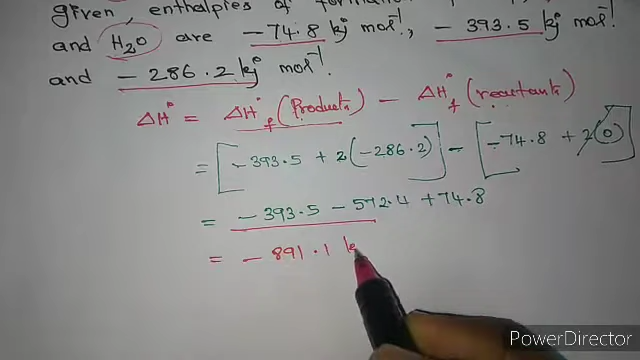 given, enthalpies of formation
and H₂O are -74.8 kj mol⁻¹, -393.5 kj mol⁻¹
and -286.2 kj mol⁻¹.
ΔH° = ΔH°f (Products) - ΔH°f (reactants)
= [-393.5 + 2(-286.2)] - [-74.8 + 2(0)]
= -393.5 - 572.4 + 74.8
= -891.1 k
PowerDirector